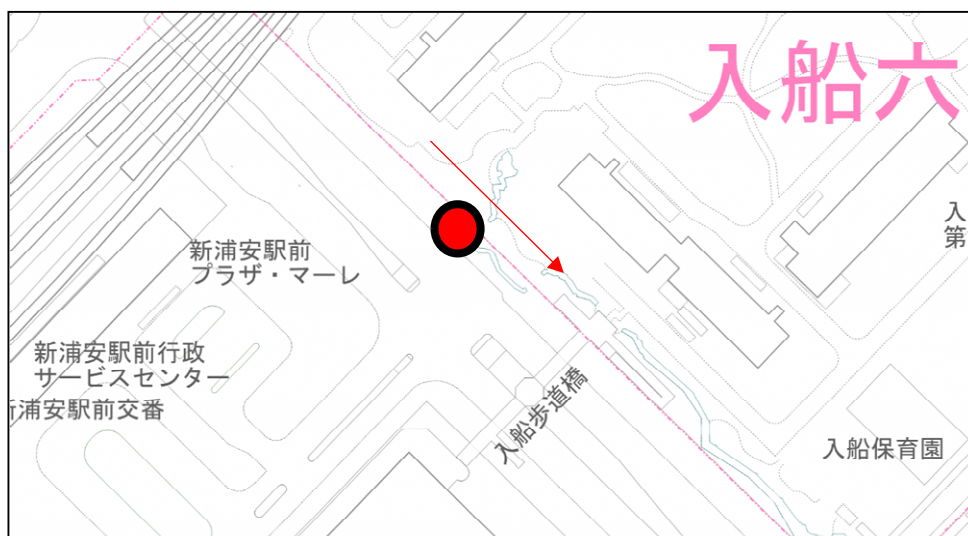 入船六
入
第
新浦安駅前
プラザ・マーレ
新浦安駅前行政
サービスセンター
新浦安駅前交番
入船歩道橋
入船保育園